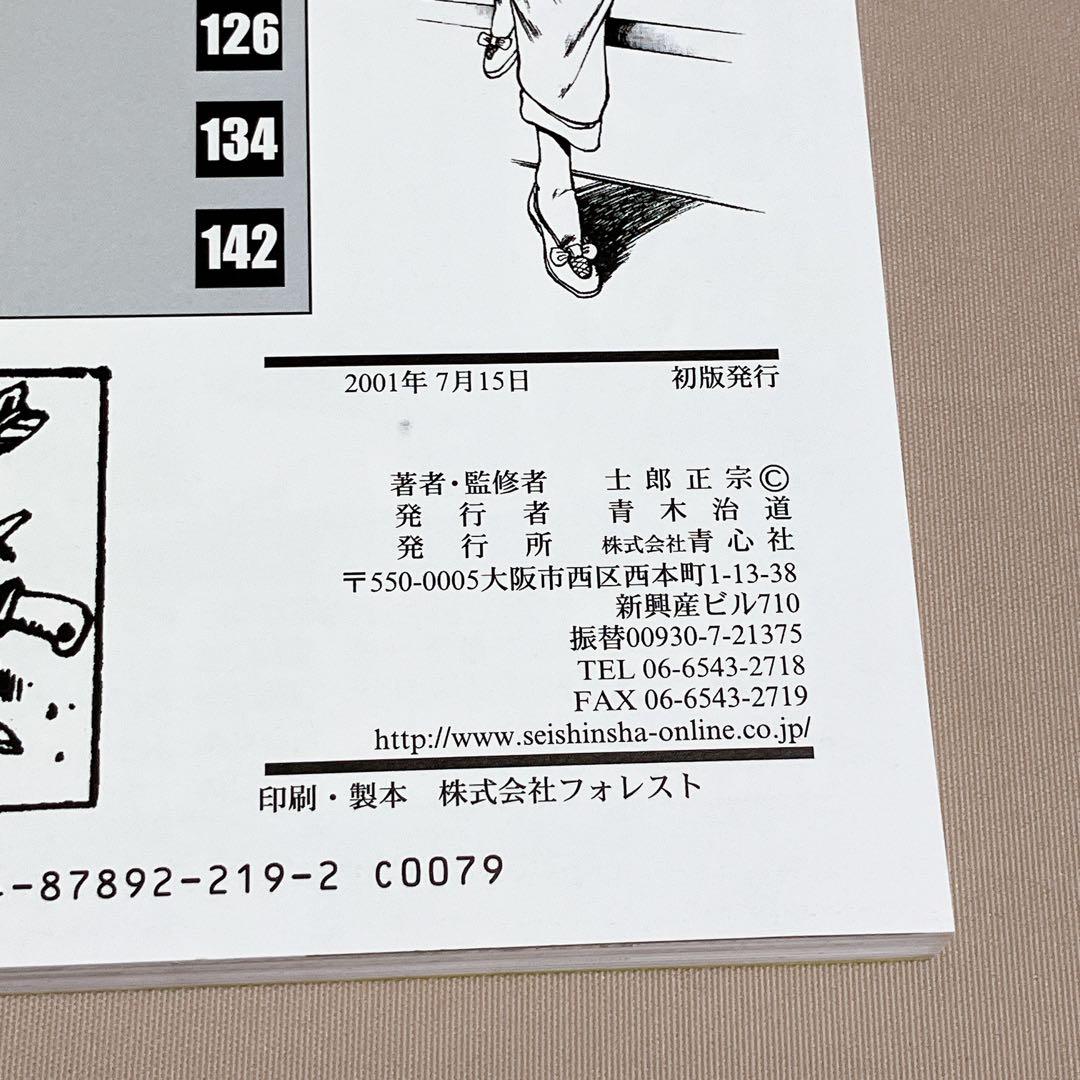 126
134
142
2001年 7月15日 初版発行
著者・監修者 士郎正宗©
発行者 青木治道
発行所 株式会社青心社
〒550-0005大阪市西区西本町1-13-38
新興産ビル710
振替00930-7-21375
TEL 06-6543-2718
FAX 06-6543-2719
http://www.seishinsha-online.co.jp/
印刷・製本 株式会社フォレスト
-87892-219-2 C0079